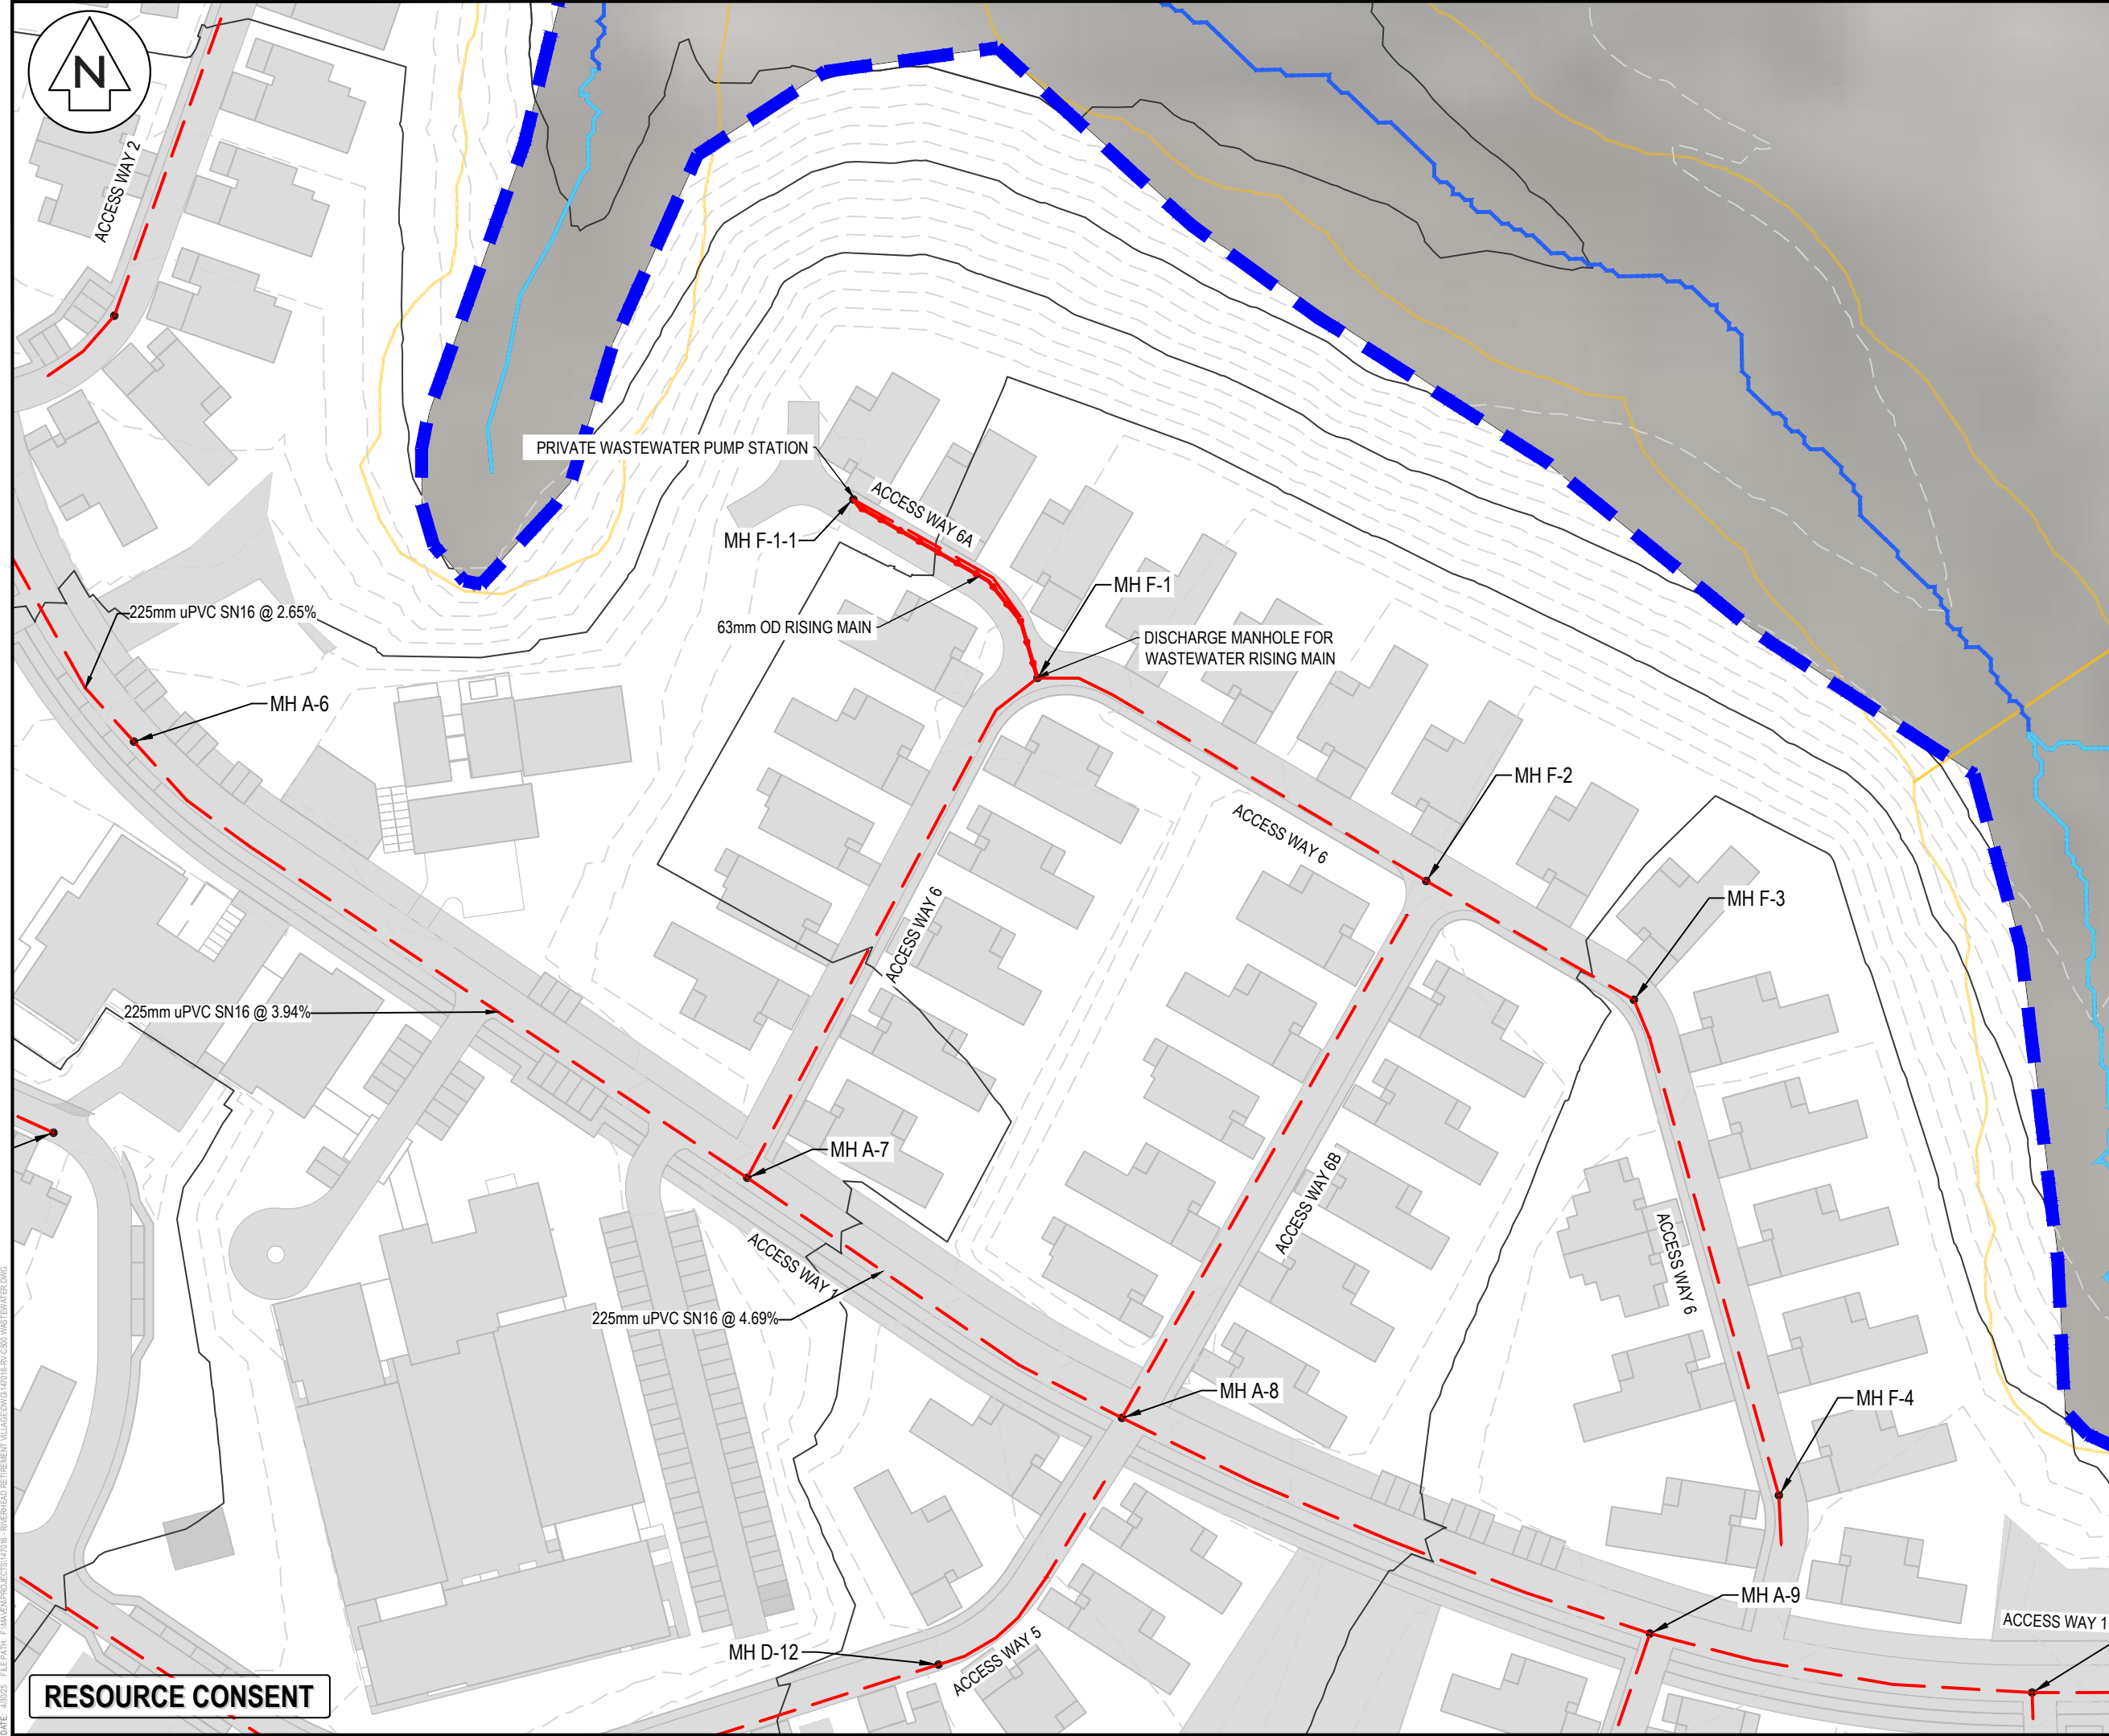 N
ACCESS WAY 2
PRIVATE WASTEWATER PUMP STATION
ACCESS WAY 6A
MH F-1-1
MH F-1
225mm uPVC SN16 @ 2.65%
63mm OD RISING MAIN
DISCHARGE MANHOLE FOR
WASTEWATER RISING MAIN
MH A-6
MH F-2
ACCESS WAY 6
MH F-3
ACCESS WAY 6
225mm uPVC SN16 @ 3.94%
MH A-7
ACCESS WAY 6B
ACCESS WAY 6
ACCESS WAY 1
225mm uPVC SN16 @ 4.69%
MH A-8
MH F-4
MH A-9
ACCESS WAY 1
MH D-12
ACCESS WAY 5
RESOURCE CONSENT